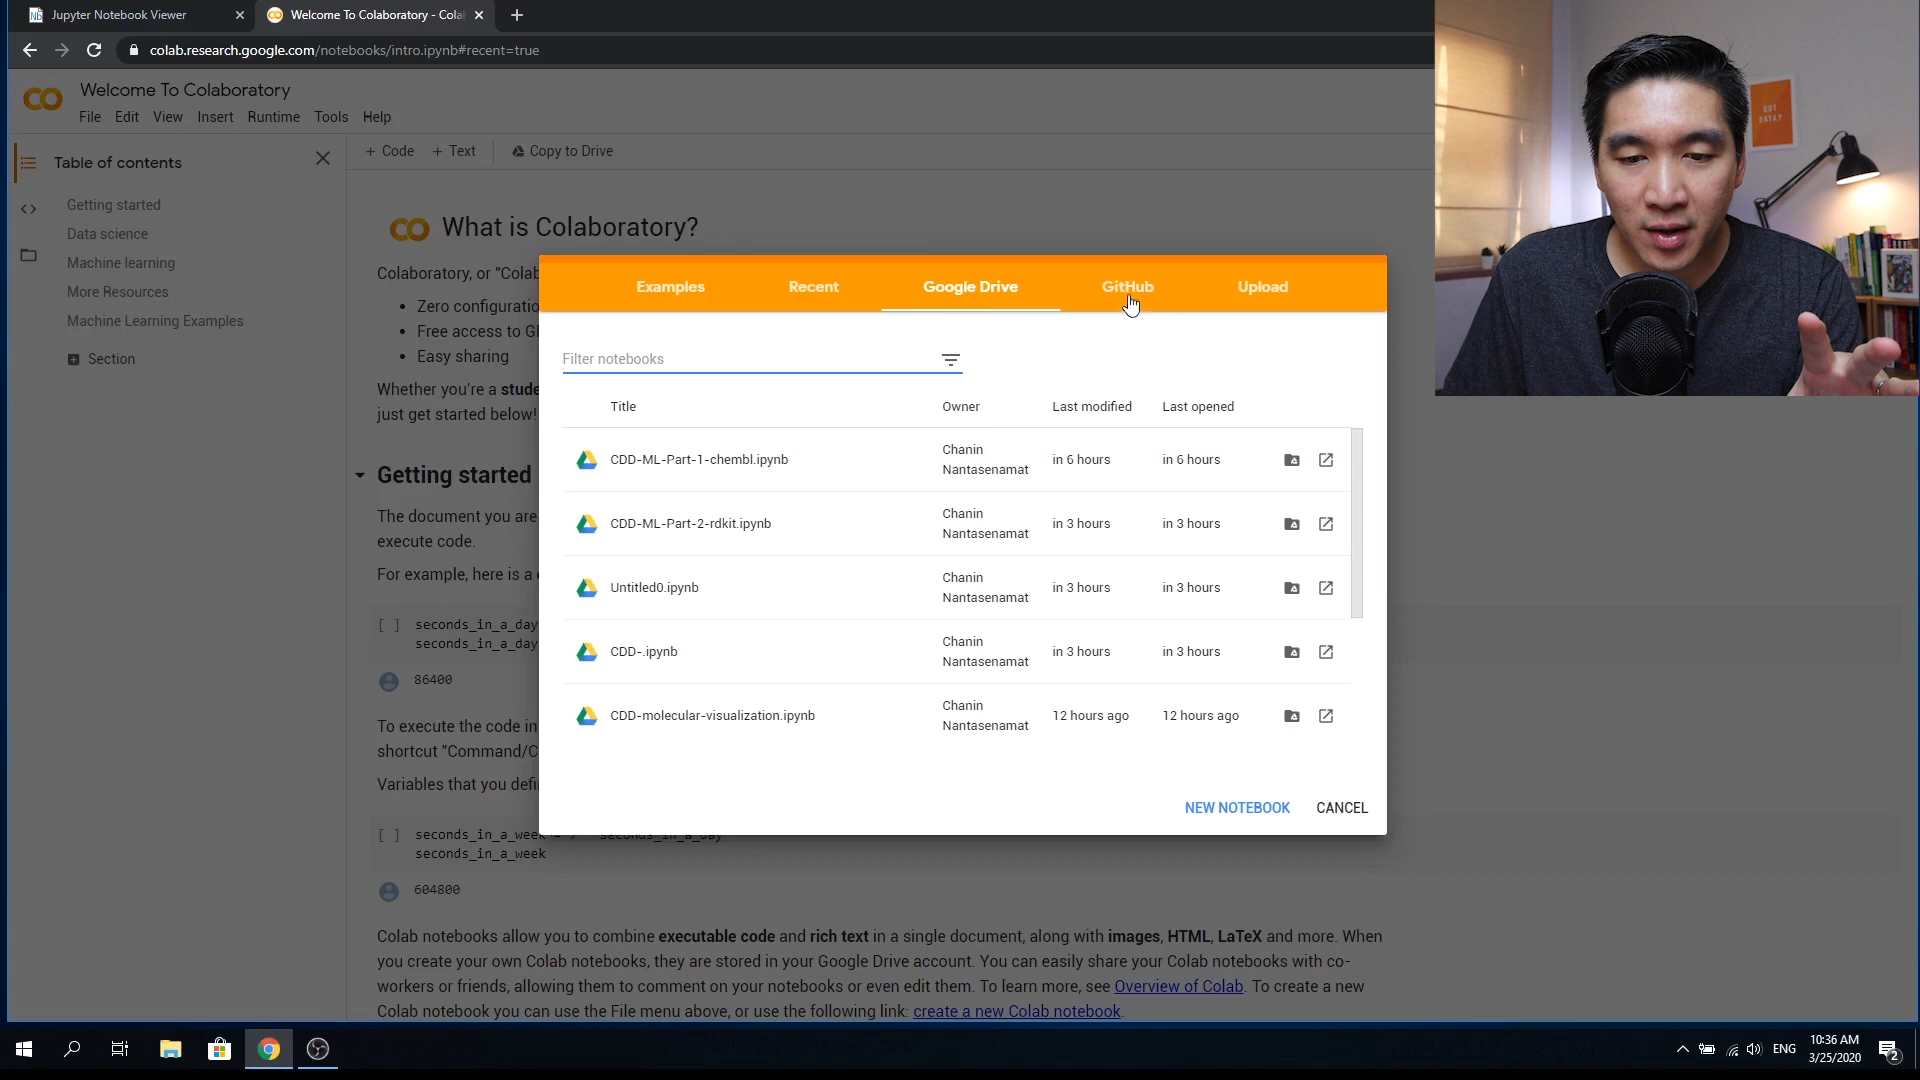 Jupyter Notebook Viewer
Welcome To Colaboratory - Cola
colab.research.google.com/notebooks/intro.ipynb#recent=true
Welcome To Colaboratory
File Edit View Insert Runtime Tools Help
Table of contents
+ Code + Text Copy to Drive
Getting started
Data science
Machine learning
More Resources
Machine Learning Examples
Section
What is Colaboratory?
Colaboratory, or "Colab
• Zero configuratio
• Free access to G
• Easy sharing
Whether you're a stude
just get started below!
Getting started
The document you are
execute code.
For example, here is a
[ ] seconds_in_a_day
seconds_in_a_day
86400
To execute the code in
shortcut "Command/C
Variables that you defi
[ ] seconds_in_a_week
seconds_in_a_day
seconds_in_a_week
604800
Colab notebooks allow you to combine executable code and rich text in a single document, along with images, HTML, LaTeX and more. When
you create your own Colab notebooks, they are stored in your Google Drive account. You can easily share your Colab notebooks with co-
workers or friends, allowing them to comment on your notebooks or even edit them. To learn more, see Overview of Colab. To create a new
Colab notebook you can use the File menu above, or use the following link: create a new Colab notebook.
Examples Recent Google Drive GitHub Upload
Filter notebooks
Title Owner Last modified Last opened
CDD-ML-Part-1-chembl.ipynb Chanin Nantasenamat in 6 hours in 6 hours
CDD-ML-Part-2-rdkit.ipynb Chanin Nantasenamat in 3 hours in 3 hours
Untitled0.ipynb Chanin Nantasenamat in 3 hours in 3 hours
CDD-.ipynb Chanin Nantasenamat in 3 hours in 3 hours
CDD-molecular-visualization.ipynb Chanin Nantasenamat 12 hours ago 12 hours ago
NEW NOTEBOOK CANCEL
GOT
DATA?
ENG
10:36 AM
3/25/2020
2